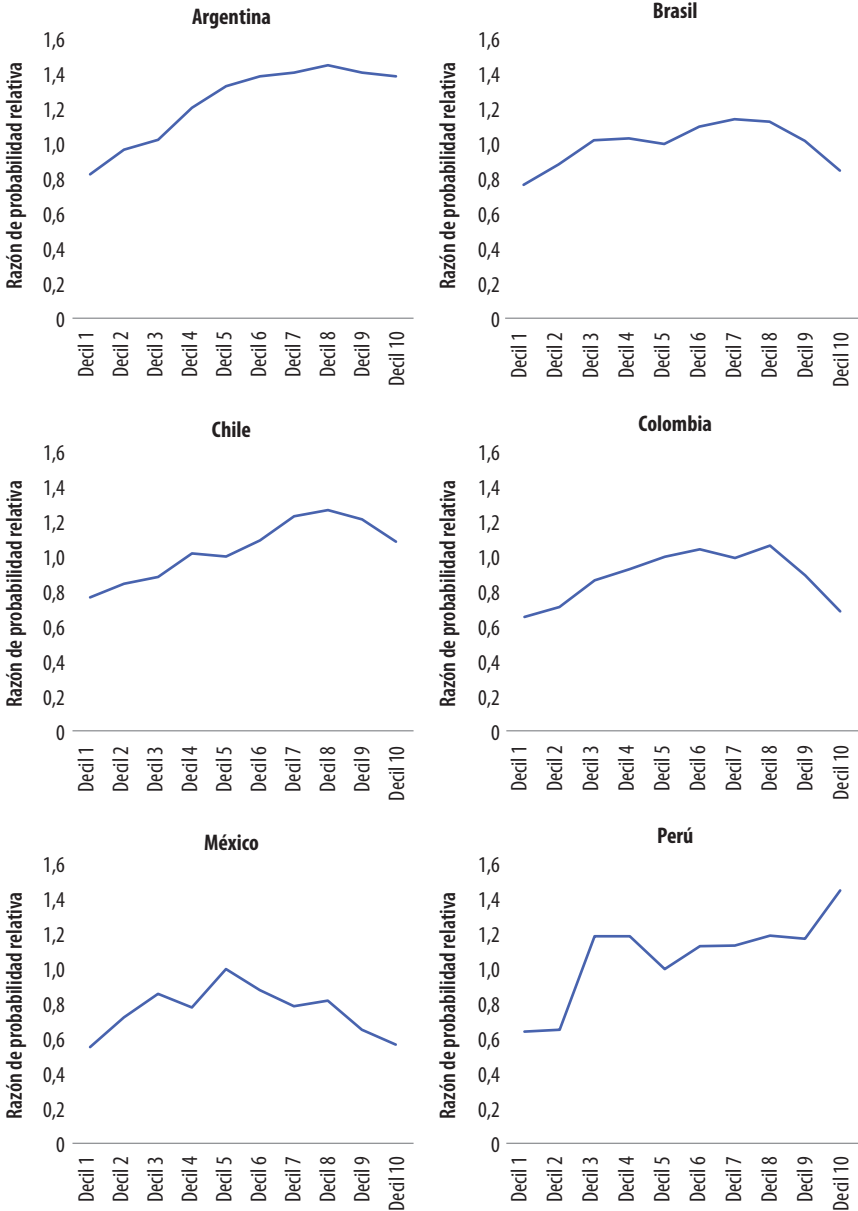 Argentina
Razón de probabilidad relativa
1,6
1,4
1,2
1,0
0,8
0,6
0,4
0,2
0
Decil 1
Decil 2
Decil 3
Decil 4
Decil 5
Decil 6
Decil 7
Decil 8
Decil 9
Decil 10
Brasil
Razón de probabilidad relativa
1,6
1,4
1,2
1,0
0,8
0,6
0,4
0,2
0
Decil 1
Decil 2
Decil 3
Decil 4
Decil 5
Decil 6
Decil 7
Decil 8
Decil 9
Decil 10
Chile
Razón de probabilidad relativa
1,6
1,4
1,2
1,0
0,8
0,6
0,4
0,2
0
Decil 1
Decil 2
Decil 3
Decil 4
Decil 5
Decil 6
Decil 7
Decil 8
Decil 9
Decil 10
Colombia
Razón de probabilidad relativa
1,6
1,4
1,2
1,0
0,8
0,6
0,4
0,2
0
Decil 1
Decil 2
Decil 3
Decil 4
Decil 5
Decil 6
Decil 7
Decil 8
Decil 9
Decil 10
México
Razón de probabilidad relativa
1,6
1,4
1,2
1,0
0,8
0,6
0,4
0,2
0
Decil 1
Decil 2
Decil 3
Decil 4
Decil 5
Decil 6
Decil 7
Decil 8
Decil 9
Decil 10
Perú
Razón de probabilidad relativa
1,6
1,4
1,2
1,0
0,8
0,6
0,4
0,2
0
Decil 1
Decil 2
Decil 3
Decil 4
Decil 5
Decil 6
Decil 7
Decil 8
Decil 9
Decil 10